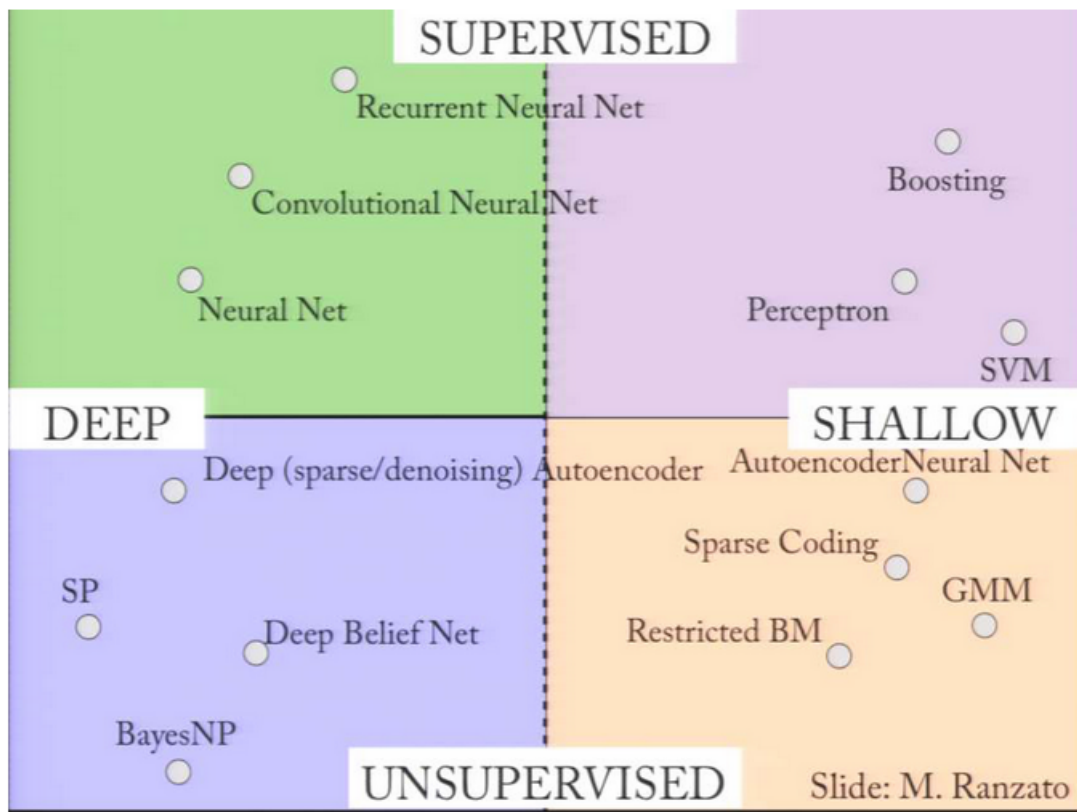 SUPERVISED
Recurrent Neural Net
Boosting
Convolutional Neural Net
Neural Net
Perceptron
SVM
DEEP
SHALLOW
Deep (sparse/denoising) Autoencoder
AutoencoderNeural Net
Sparse Coding
SP
GMM
Deep Belief Net
Restricted BM
BayesNP
UNSUPERVISED
Slide: M. Ranzato